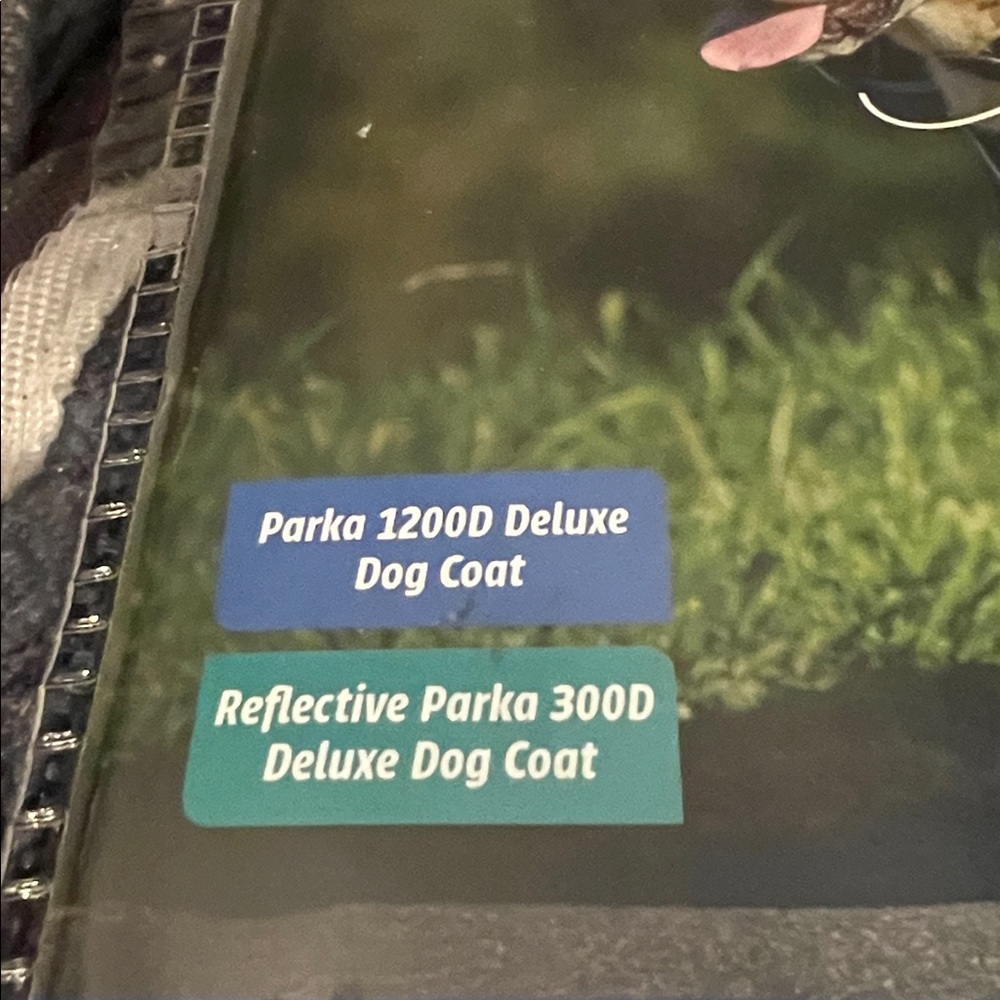 Parka 1200D Deluxe
Dog Coat
Reflective Parka 300D
Deluxe Dog Coat